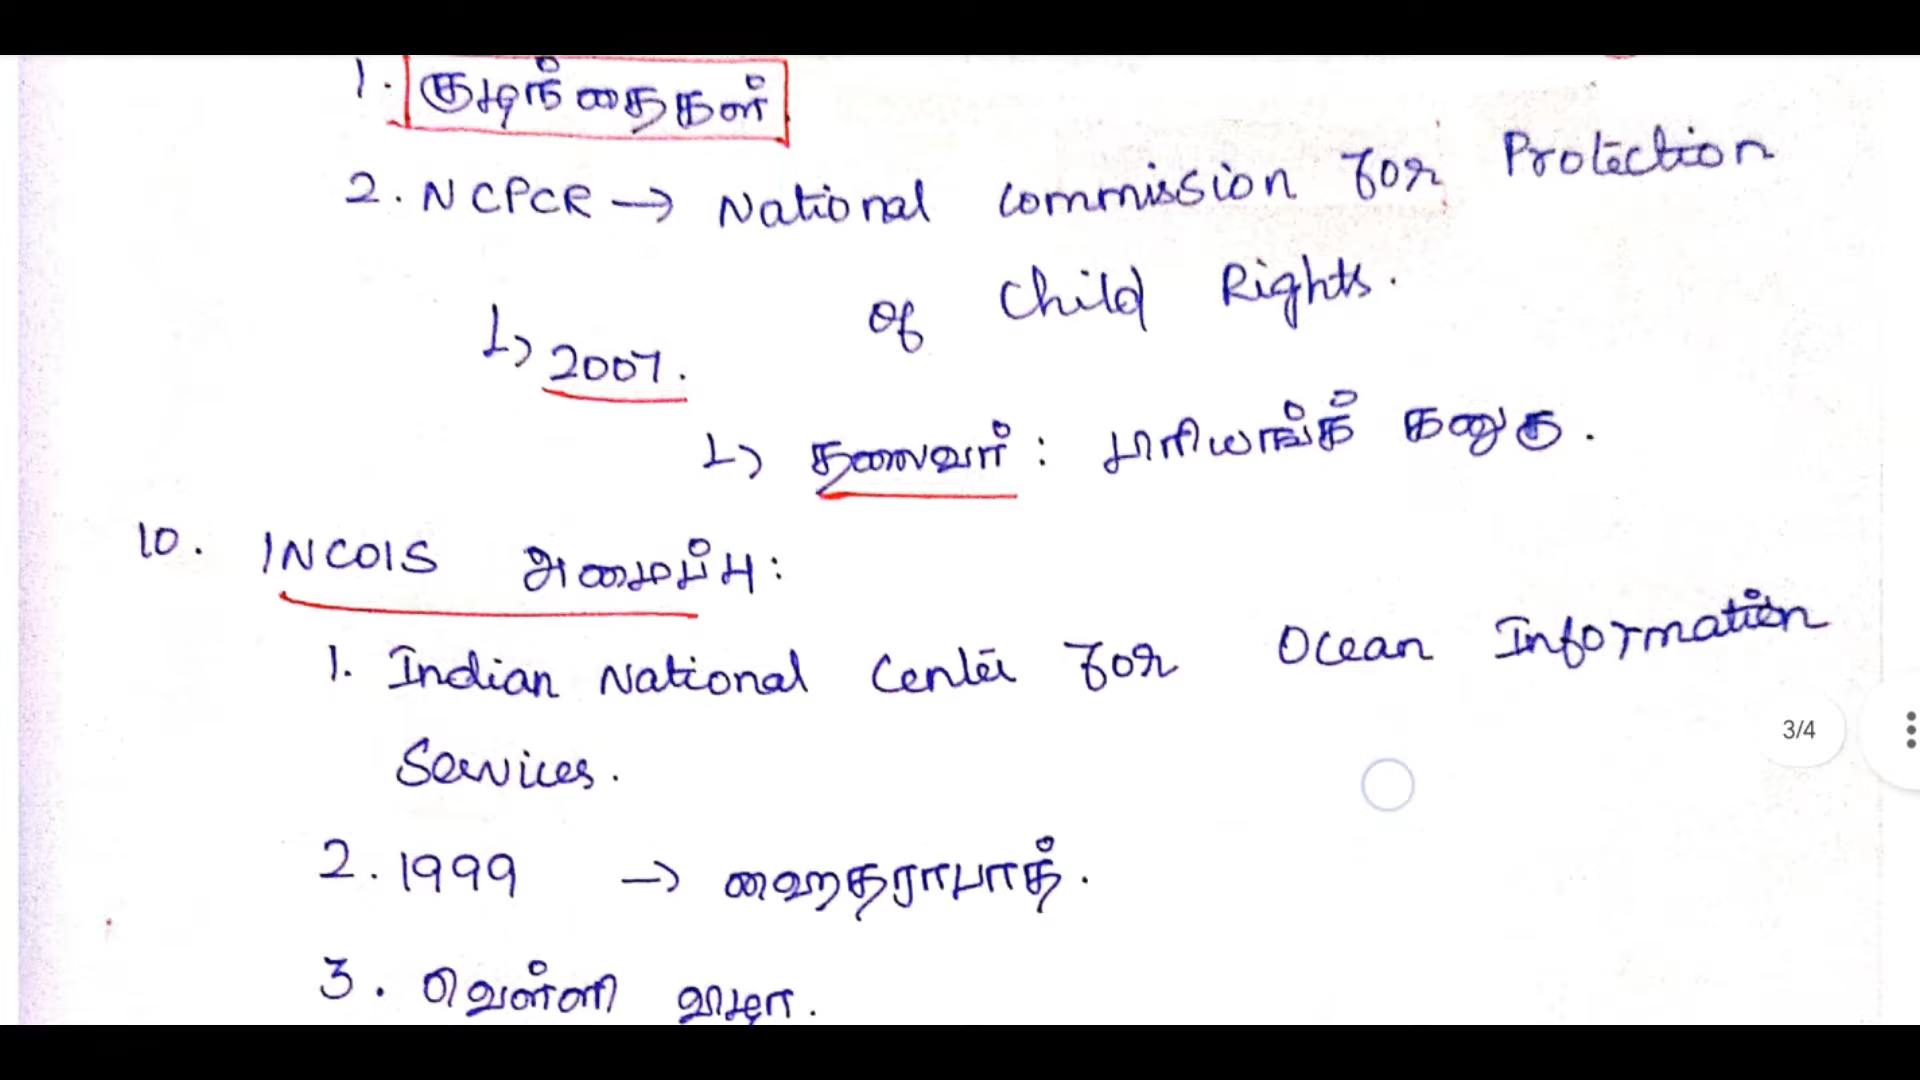 1. குழந்தைகள்
2. NCPCR → National Commission for Protection
of Child Rights.
↳ 2007.
↳ தலைவர் : பிரியங்க் கனுகு.
10. INCOIS அமைப்பு:
1. Indian National Center for Ocean Information
Services.
3/4
2. 1999 → ஹைதராபாத்.
3. வெள்ளி விழா.